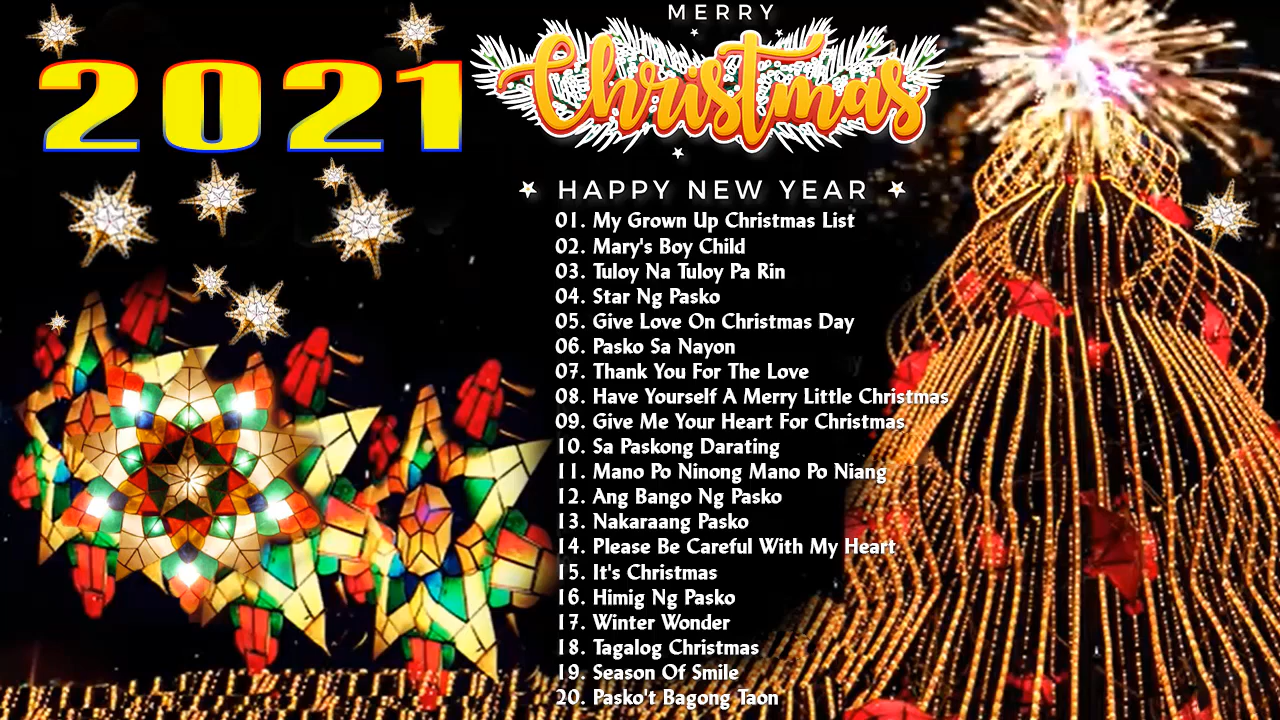 2021
MERRY
Christmas
HAPPY NEW YEAR
01. My Grown Up Christmas List
02. Mary's Boy Child
03. Tuloy Na Tuloy Pa Rin
04. Star Ng Pasko
05. Give Love On Christmas Day
06. Pasko Sa Nayon
07. Thank You For The Love
08. Have Yourself A Merry Little Christmas
09. Give Me Your Heart For Christmas
10. Sa Paskong Darating
11. Mano Po Ninong Mano Po Niang
12. Ang Bango Ng Pasko
13. Nakaraang Pasko
14. Please Be Careful With My Heart
15. It's Christmas
16. Himig Ng Pasko
17. Winter Wonder
18. Tagalog Christmas
19. Season Of Smile
20. Pasko't Bagong Taon